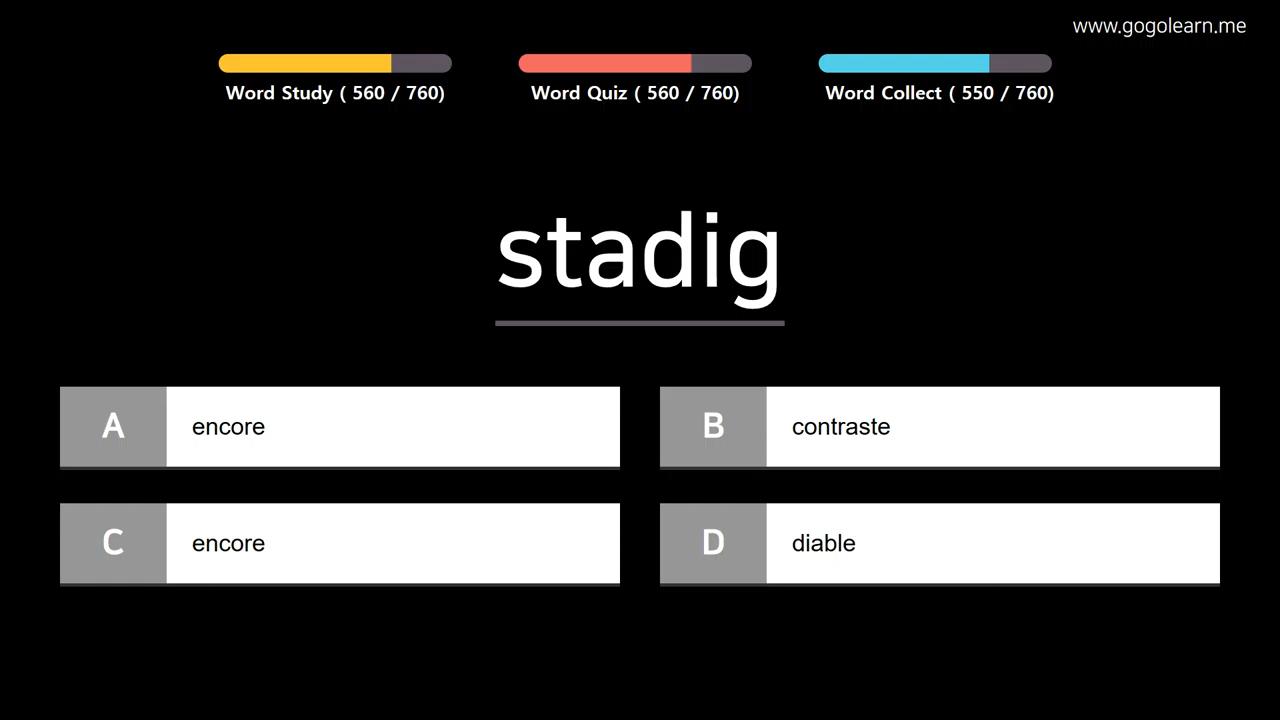 www.gogolearn.me
Word Study ( 560 / 760)
Word Quiz ( 560 / 760)
Word Collect ( 550 / 760)
stadig
A encore
B contraste
C encore
D diable